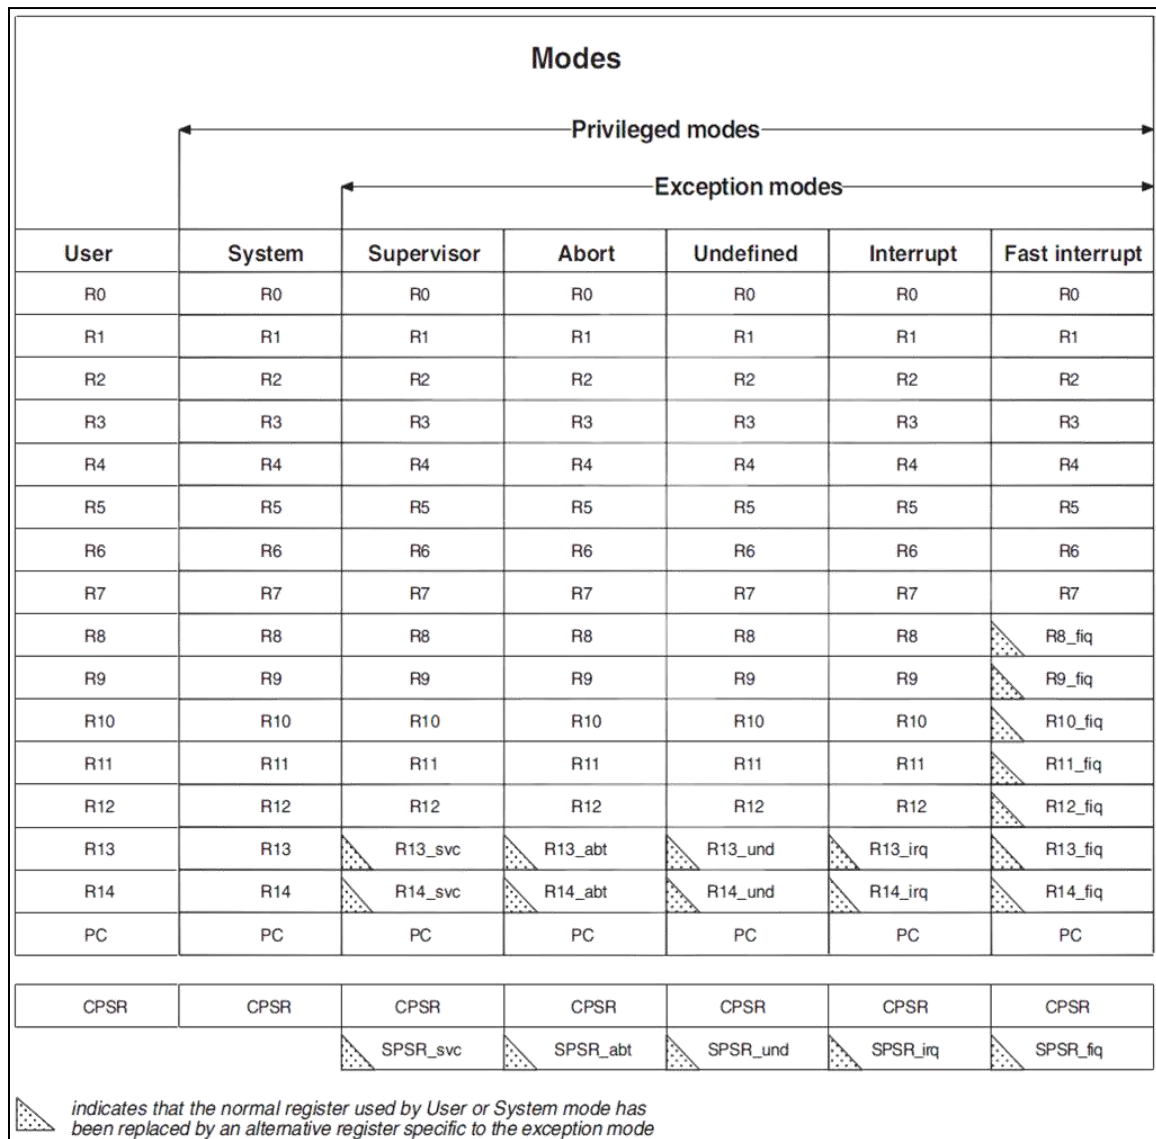 Modes
Privileged modes
Exception modes
User System Supervisor Abort Undefined Interrupt Fast interrupt
R0 R0 R0 R0 R0 R0 R0
R1 R1 R1 R1 R1 R1 R1
R2 R2 R2 R2 R2 R2 R2
R3 R3 R3 R3 R3 R3 R3
R4 R4 R4 R4 R4 R4 R4
R5 R5 R5 R5 R5 R5 R5
R6 R6 R6 R6 R6 R6 R6
R7 R7 R7 R7 R7 R7 R7
R8 R8 R8 R8 R8 R8 R8_fiq
R9 R9 R9 R9 R9 R9 R9_fiq
R10 R10 R10 R10 R10 R10 R10_fiq
R11 R11 R11 R11 R11 R11 R11_fiq
R12 R12 R12 R12 R12 R12 R12_fiq
R13 R13 R13_svc R13_abt R13_und R13_irq R13_fiq
R14 R14 R14_svc R14_abt R14_und R14_irq R14_fiq
PC PC PC PC PC PC PC
CPSR CPSR CPSR CPSR CPSR CPSR CPSR
SPSR_svc SPSR_abt SPSR_und SPSR_irq SPSR_fiq
indicates that the normal register used by User or System mode has
been replaced by an alternative register specific to the exception mode